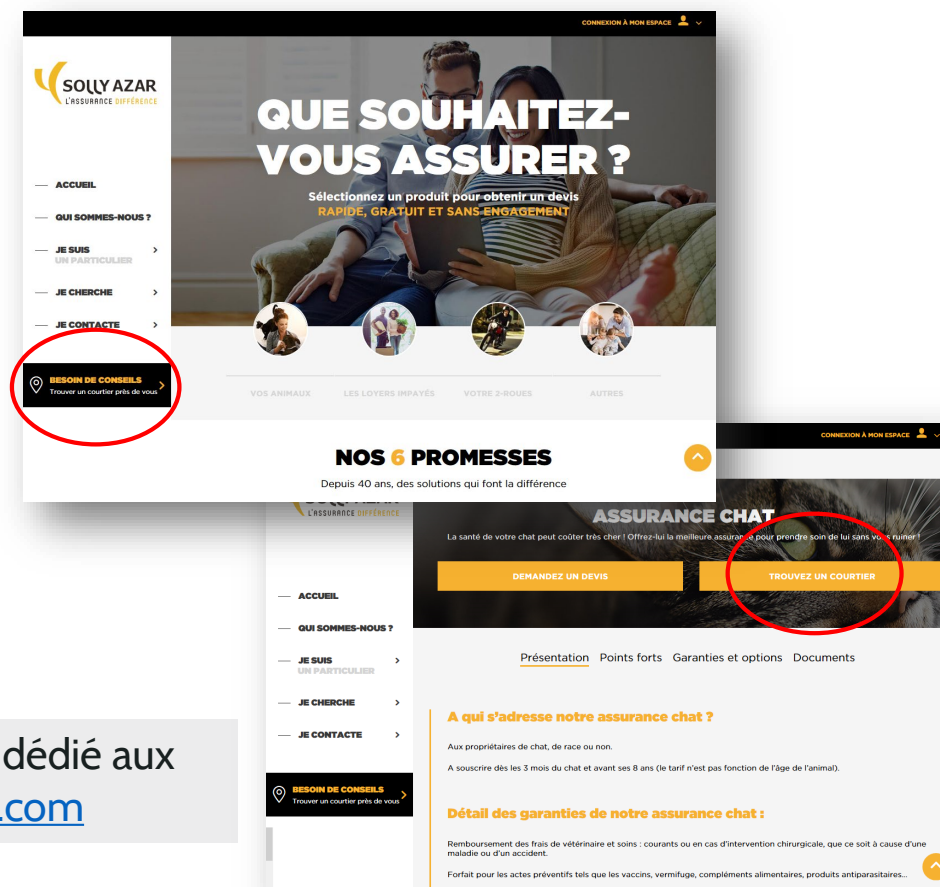 CONNEXION À MON ESPACE
SOLLY AZAR
L'ASSURANCE DIFFÉRENCE
QUE SOUHAITEZ-
VOUS ASSURER ?
Sélectionnez un produit pour obtenir un devis
RAPIDE, GRATUIT ET SANS ENGAGEMENT
— ACCUEIL
— QUI SOMMES-NOUS ?
— JE SUIS >
UN PARTICULIER
— JE CHERCHE >
— JE CONTACTE >
BESOIN DE CONSEILS
Trouver un courtier près de vous
VOS ANIMAUX
LES LOYERS IMPAYÉS
VOTRE 2-ROUES
AUTRES
NOS 6 PROMESSES
Depuis 40 ans, des solutions qui font la différence
CONNEXION À MON ESPACE
L'ASSURANCE DIFFÉRENCE
ASSURANCE CHAT
La santé de votre chat peut coûter très cher ! Offrez-lui la meilleure assurance pour prendre soin de lui sans vous ruiner !
DEMANDEZ UN DEVIS
TROUVEZ UN COURTIER
— ACCUEIL
— QUI SOMMES-NOUS ?
— JE SUIS >
UN PARTICULIER
— JE CHERCHE >
— JE CONTACTE >
BESOIN DE CONSEILS
Trouver un courtier près de vous
Présentation Points forts Garanties et options Documents
A qui s'adresse notre assurance chat ?
Aux propriétaires de chat, de race ou non.
A souscrire dès les 3 mois du chat et avant ses 8 ans (le tarif n'est pas fonction de l'âge de l'animal).
Détail des garanties de notre assurance chat :
Remboursement des frais de vétérinaire et soins : courants ou en cas d'intervention chirurgicale, que ce soit à cause d'une
maladie ou d'un accident.
Forfait pour les actes préventifs tels que les vaccins, vermifuge, compléments alimentaires, produits antiparasitaires...
dédié aux
.com